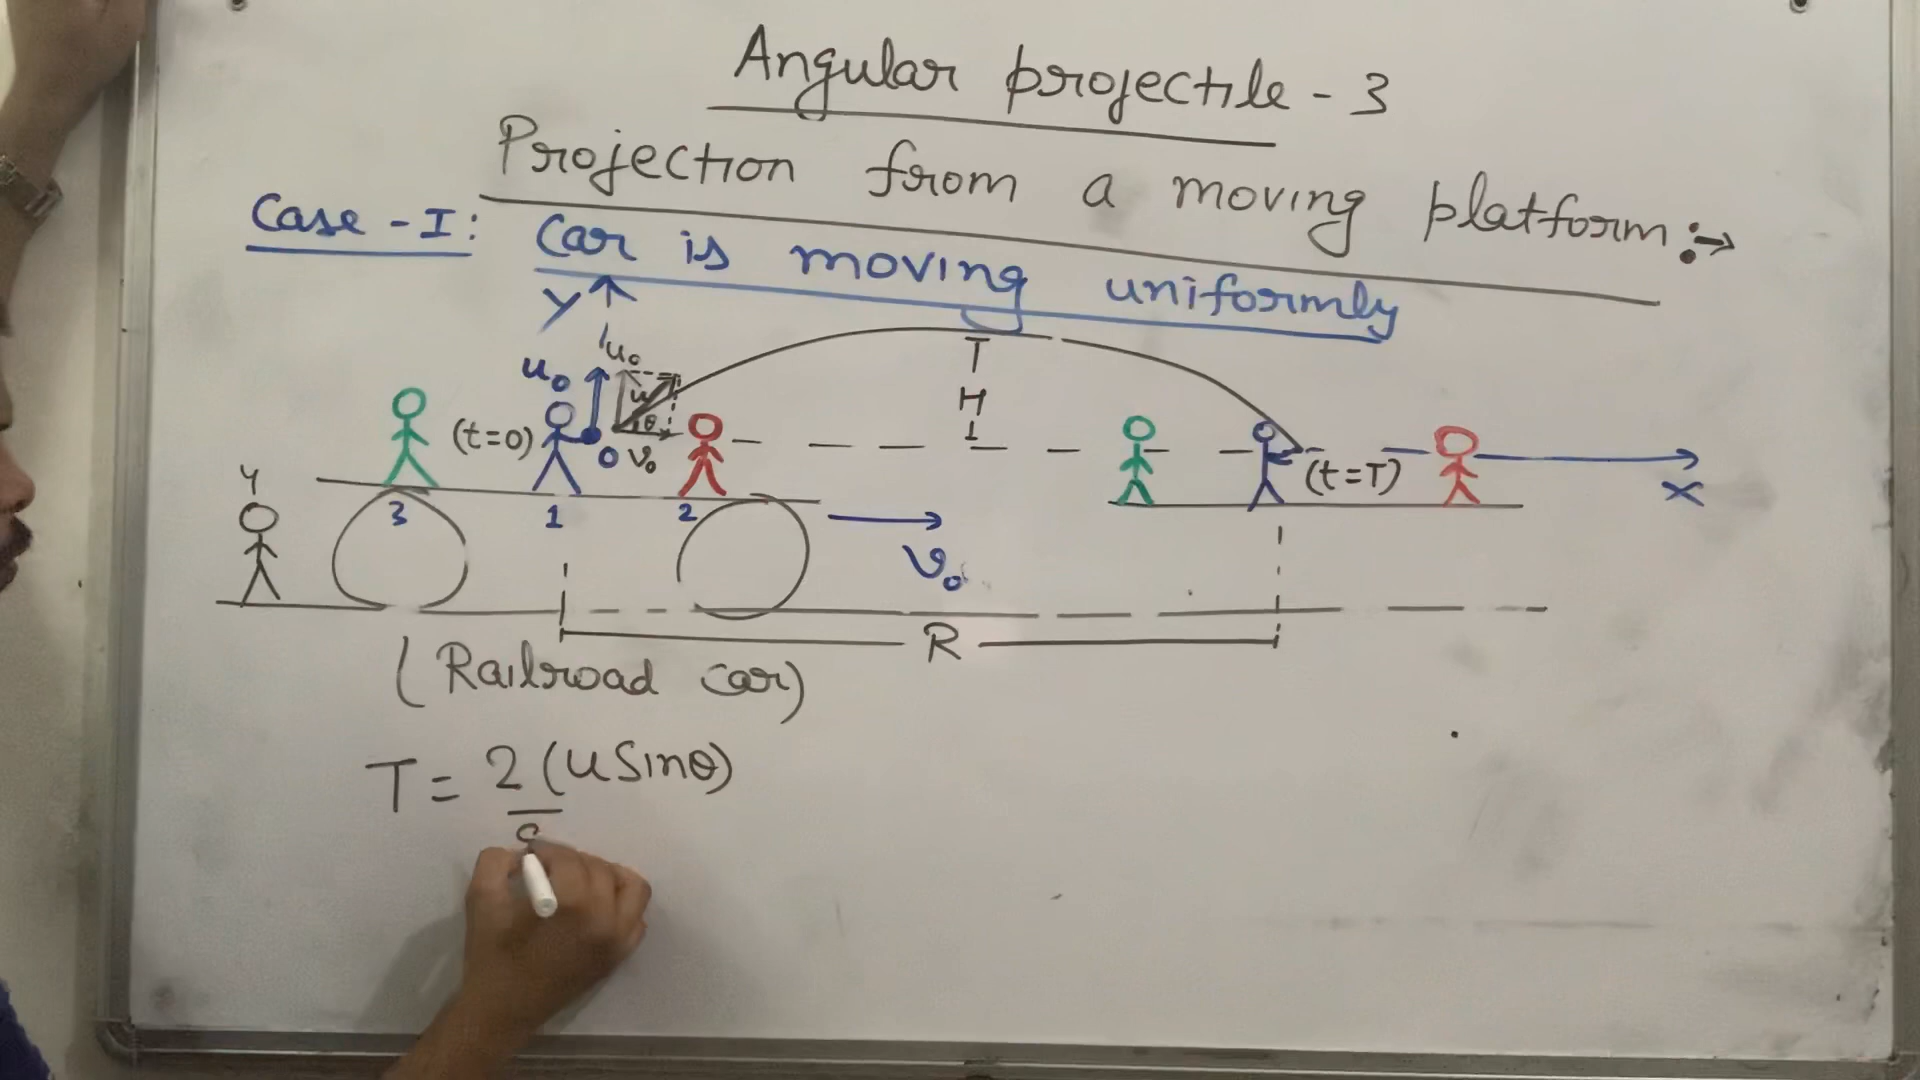 Angular projectile - 3
Projection from a moving platform :→
Case - I : Car is moving uniformly
Y
u₀
u₀
u
θ
(t=0)
O
v₀
H
(t=T)
X
4
3
1
2
v₀
R
(Railroad car)
T = 2(u Sinθ)